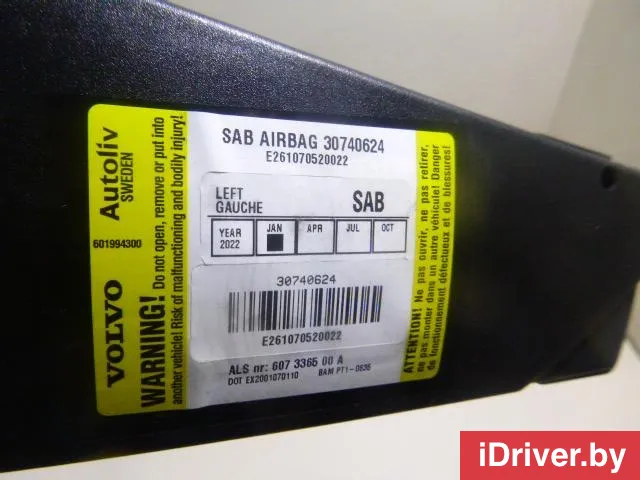 SAB AIRBAG 30740624
E261070520022
LEFT
GAUCHE
SAB
YEAR
2022
JAN
APR
JUL
OCT
30740624
E261070520022
ALS nr: 607 3365 00 A
DOT EX2001070110
BAM PT1-0635
VOLVO
Autoliv
SWEDEN
601994300
WARNING! Do not open, remove or put into
another vehicle! Risk of malfunctioning and bodily injury!
ATTENTION! Ne pas ouvrir, ne pas retirer,
ne pas monter dans un autre véhicule! Danger
de fonctionnement défectueux et de blessures!
iDriver.by